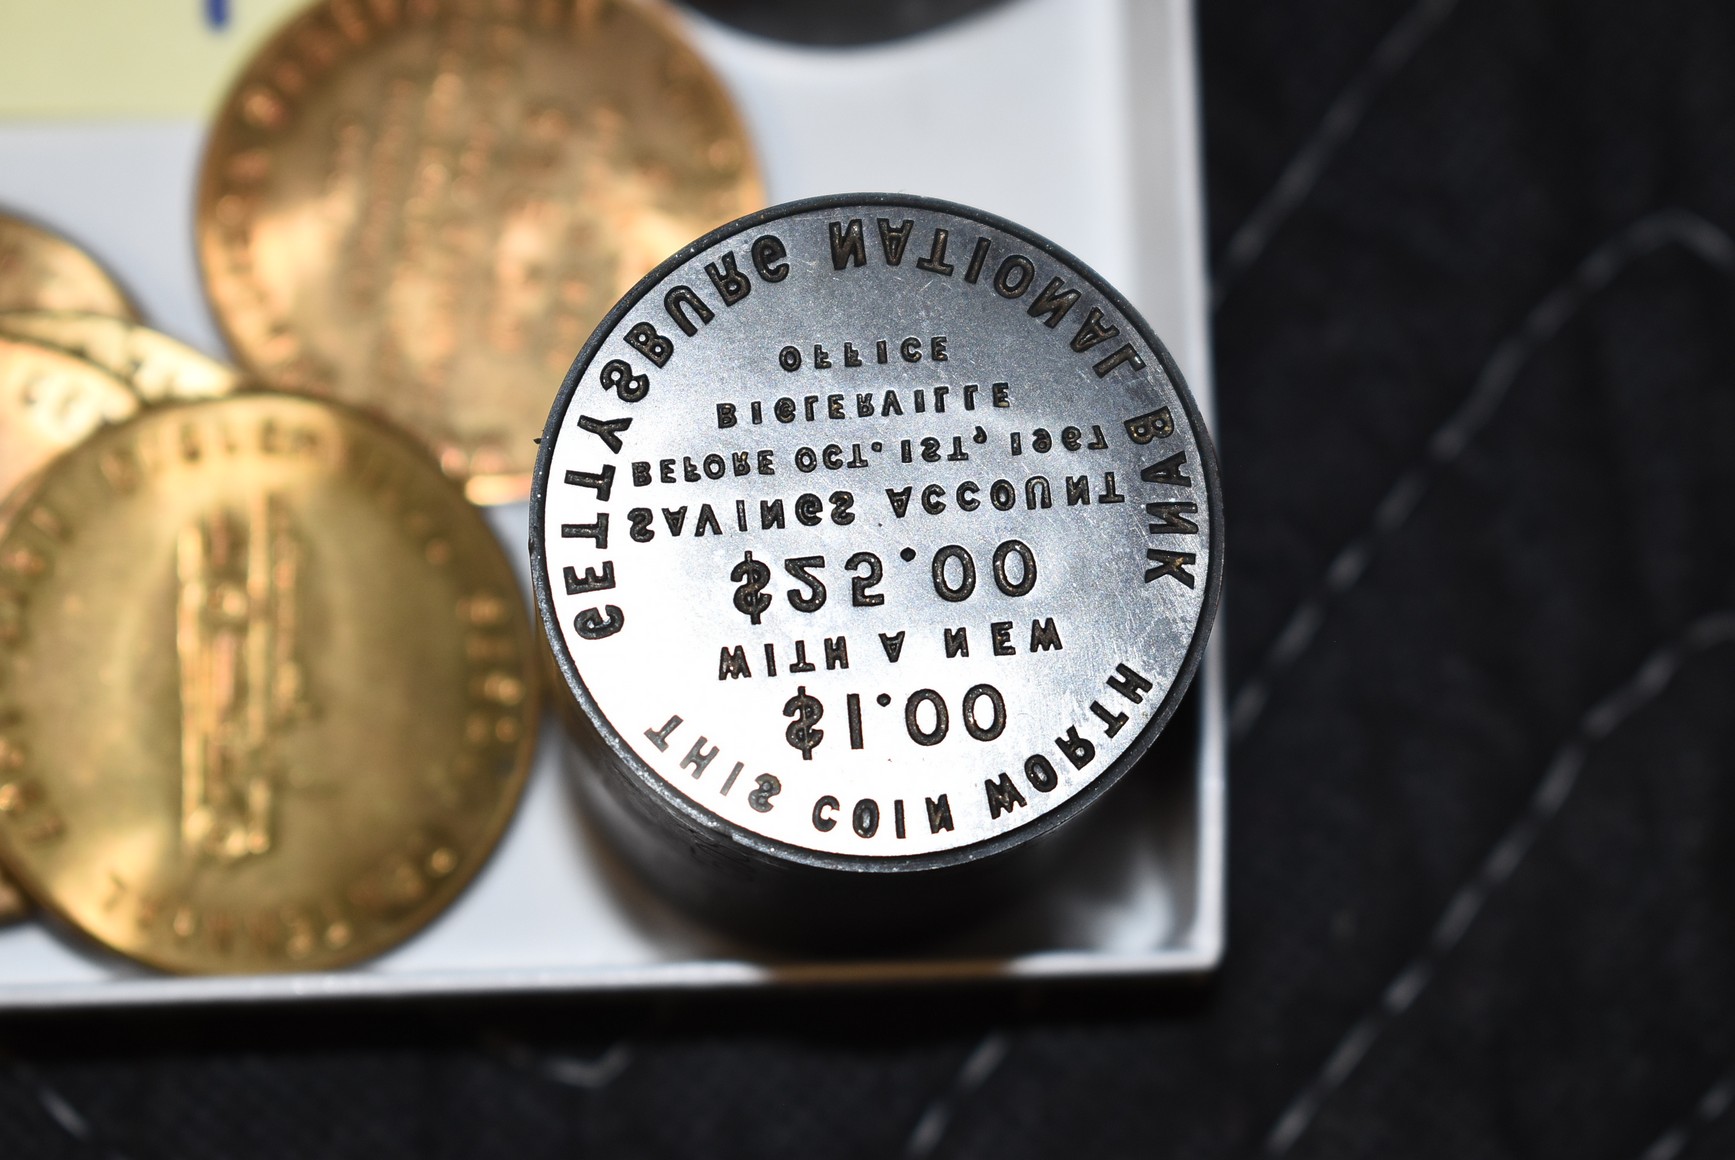 THIS COIN WORTH
$1.00
WITH A NEW
$25.00
SAVINGS ACCOUNT
BEFORE OCT. 1ST, 1967
BIGLERVILLE
OFFICE
GETTYSBURG NATIONAL BANK